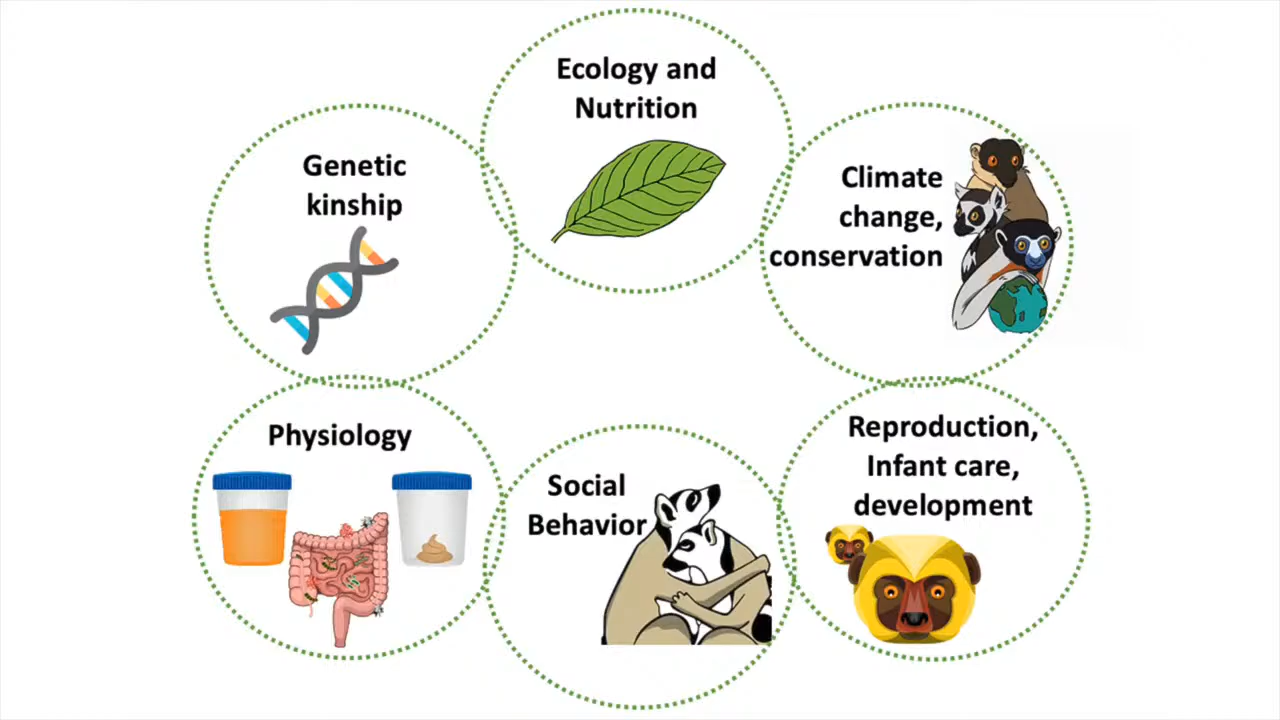 Ecology and
Nutrition
Genetic
kinship
Climate
change,
conservation
Physiology
Social
Behavior
Reproduction,
Infant care,
development